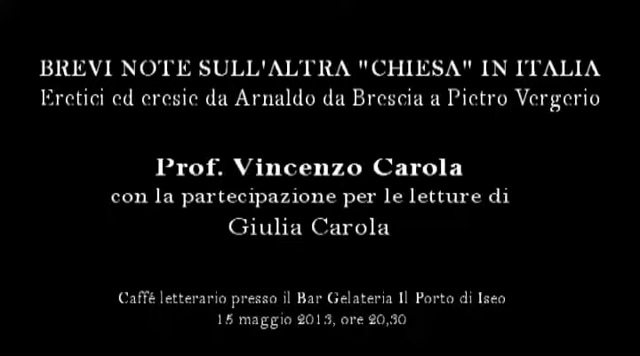 BREVI NOTE SULL'ALTRA "CHIESA" IN ITALIA
Eretici ed eresie da Arnaldo da Brescia a Pietro Vergerio
Prof. Vincenzo Carola
con la partecipazione per le letture di
Giulia Carola
Caffé letterario presso il Bar Gelateria Il Porto di Iseo
15 maggio 2013, ore 20,30